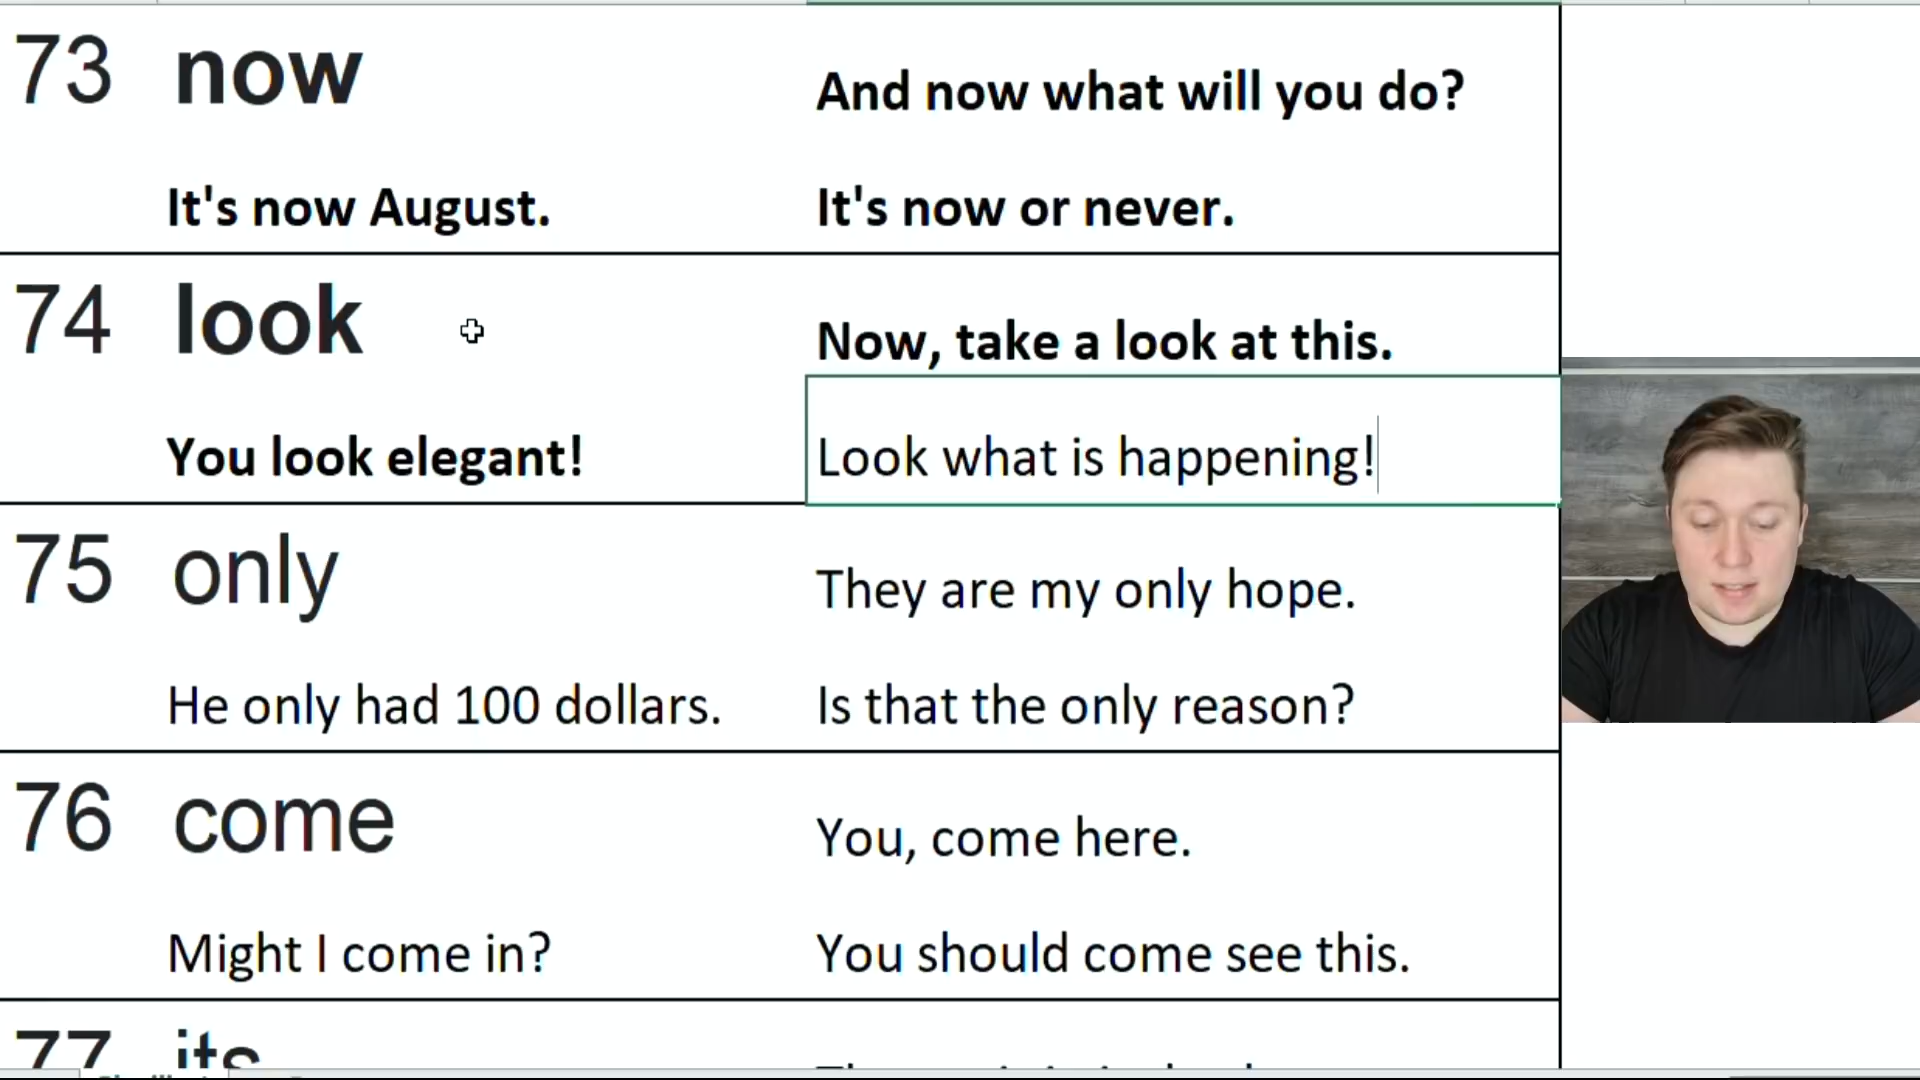 73 now And now what will you do?
It's now August. It's now or never.
74 look Now, take a look at this.
You look elegant! Look what is happening!
75 only They are my only hope.
He only had 100 dollars. Is that the only reason?
76 come You, come here.
Might I come in? You should come see this.
77 its